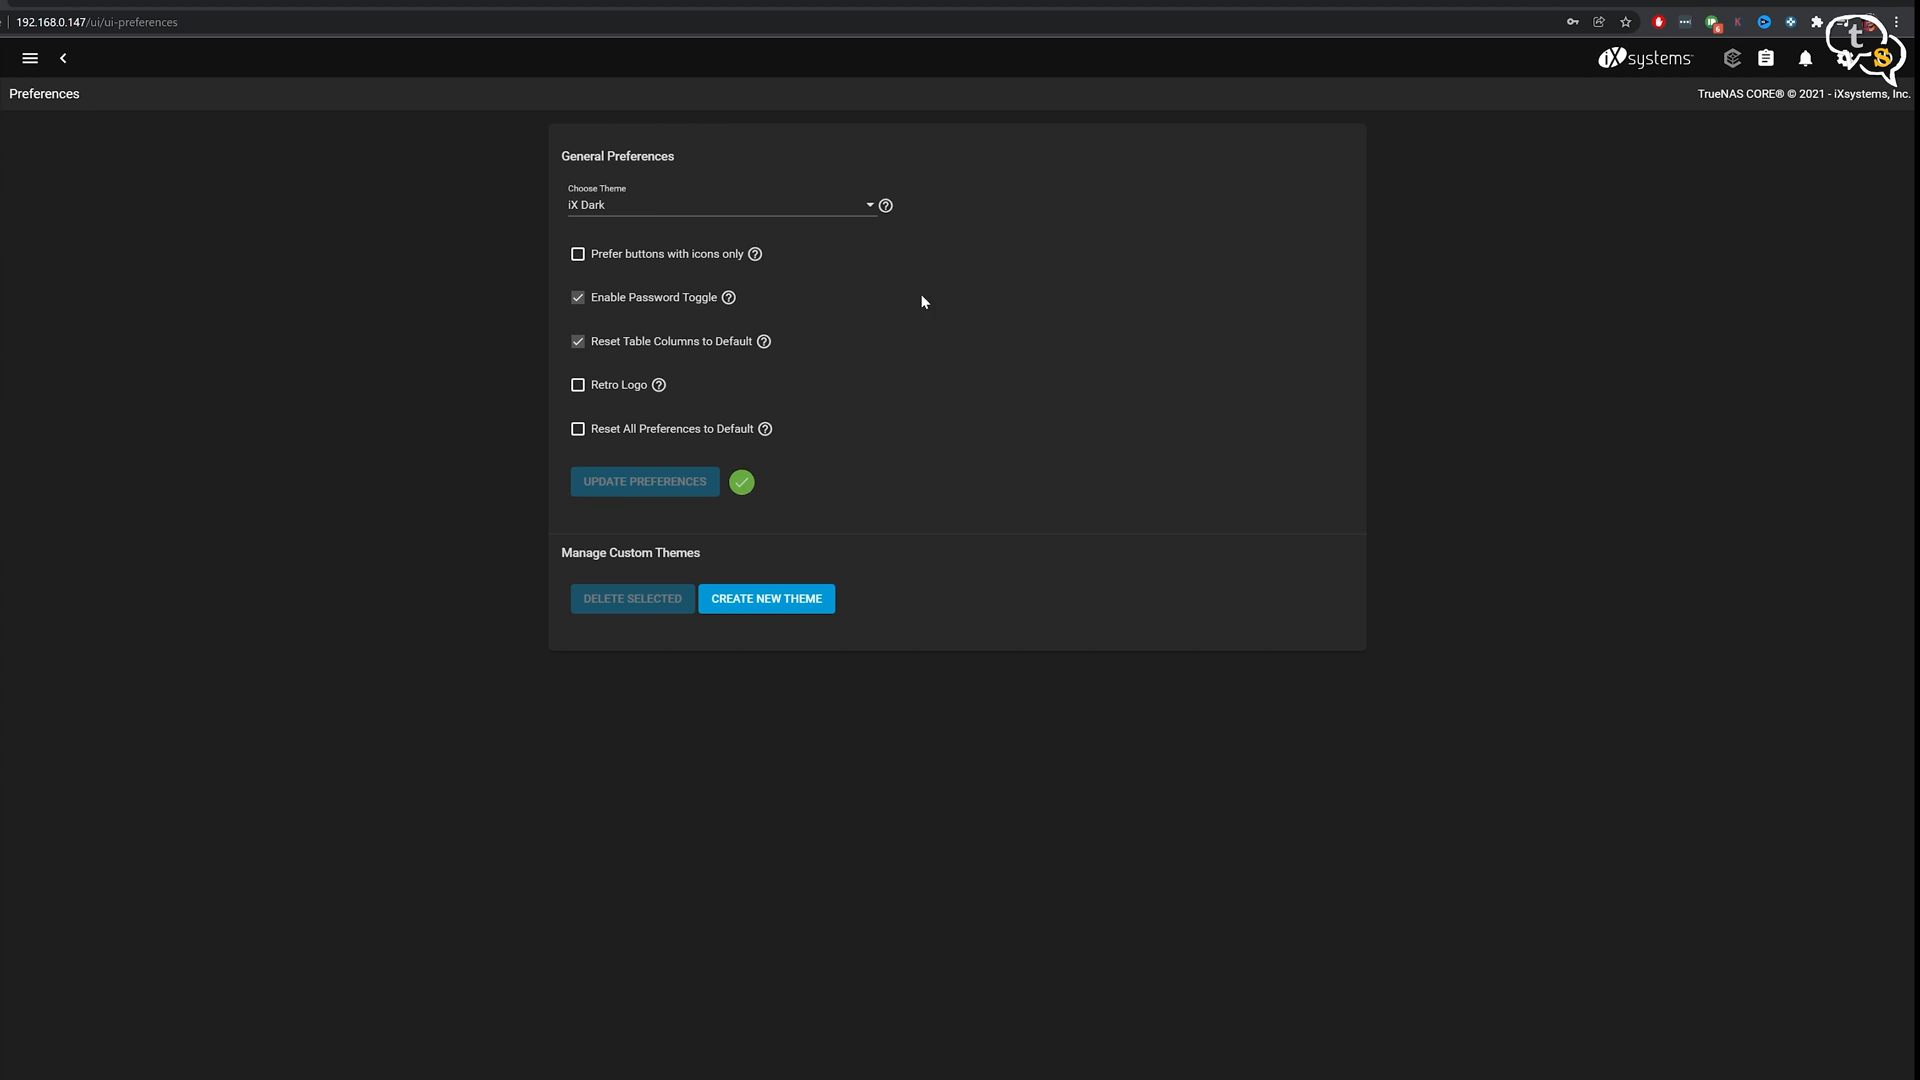 192.168.0.147/ui/ui-preferences
iXsystems
Preferences
TrueNAS CORE® © 2021 - iXsystems, Inc.
General Preferences
Choose Theme
iX Dark
Prefer buttons with icons only
Enable Password Toggle
Reset Table Columns to Default
Retro Logo
Reset All Preferences to Default
UPDATE PREFERENCES
Manage Custom Themes
DELETE SELECTED CREATE NEW THEME
6
K
t
S